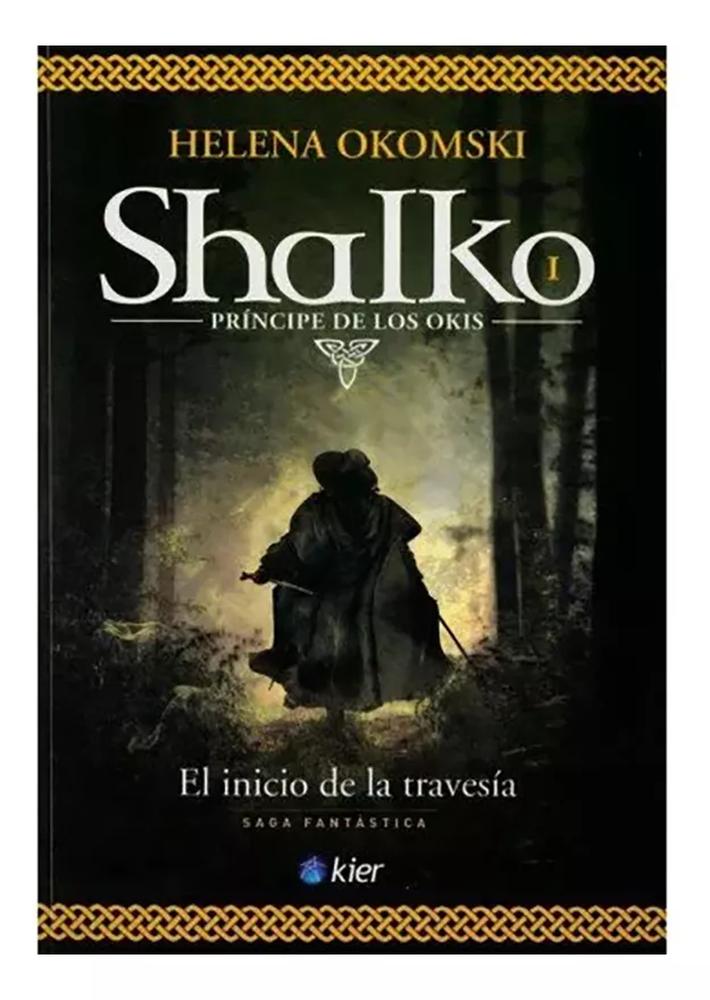 HELENA OKOMSKI
Shalko
I
PRÍNCIPE DE LOS OKIS
El inicio de la travesía
SAGA FANTÁSTICA
kier